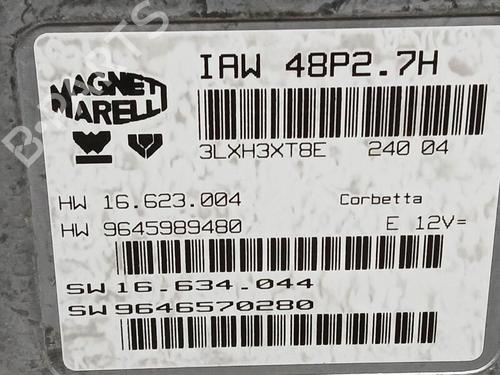 B-PARTS
MAGNETI MARELLI
IAW 48P2.7H
3LXH3XT8E 240 04
HW 16.623.004 Corbetta
HW 9645989480 E 12V=
SW 16.634.044
SW 9646570280